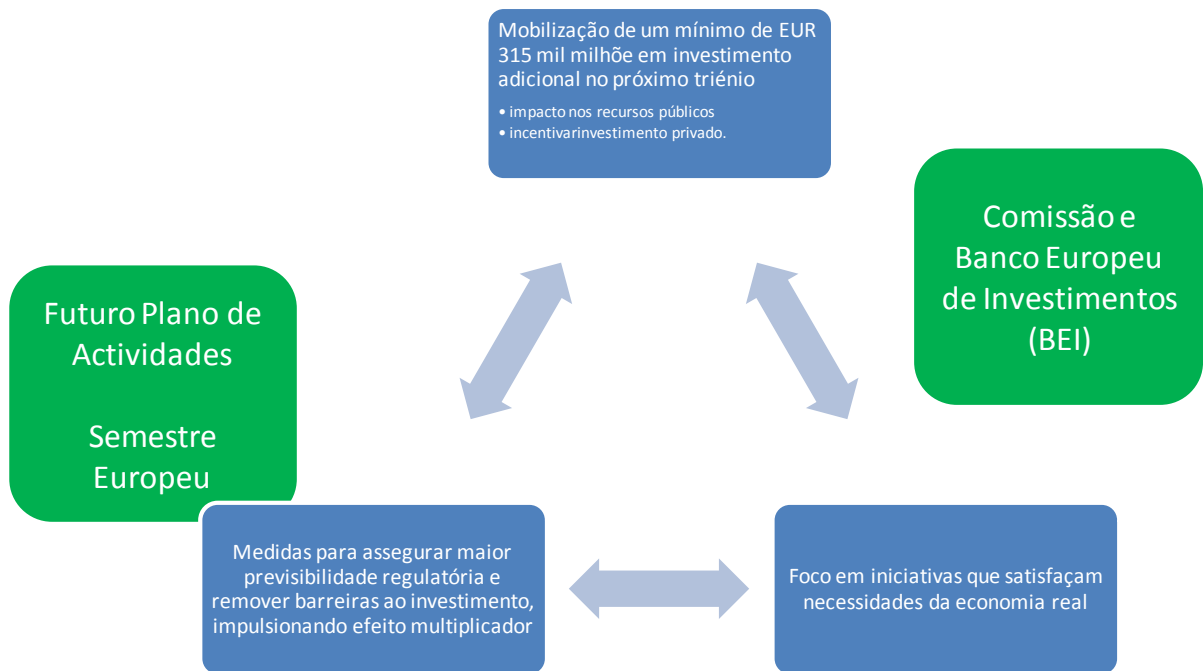 Mobilização de um mínimo de EUR
315 mil milhõe em investimento
adicional no próximo triénio
• impacto nos recursos públicos
• incentivarinvestimento privado.
Comissão e
Banco Europeu
de Investimentos
(BEI)
Futuro Plano de
Actividades
Semestre
Europeu
Medidas para assegurar maior
previsibilidade regulatória e
remover barreiras ao investimento,
impulsionando efeito multiplicador
Foco em iniciativas que satisfaçam
necessidades da economia real